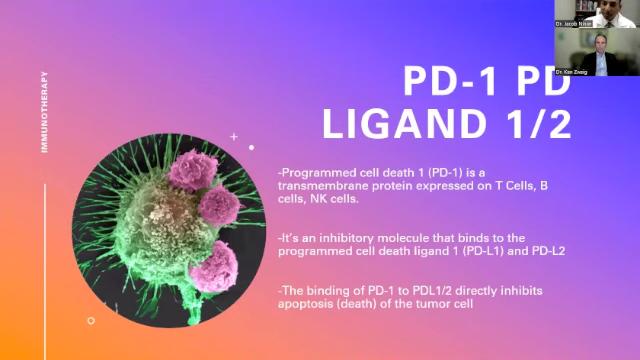 Dr. Jacob Ninan
Dr. Ken Zweig
PD-1 PD
LIGAND 1/2
IMMUNOTHERAPY
-Programmed cell death 1 (PD-1) is a
transmembrane protein expressed on T Cells, B
cells, NK cells.
-It's an inhibitory molecule that binds to the
programmed cell death ligand 1 (PD-L1) and PD-L2
-The binding of PD-1 to PDL1/2 directly inhibits
apoptosis (death) of the tumor cell